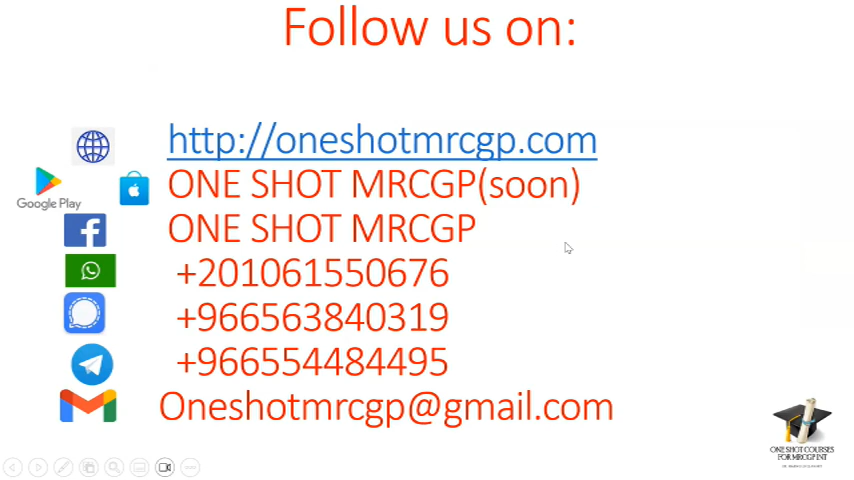 Follow us on:
http://oneshotmrcgp.com
Google Play
ONE SHOT MRCGP(soon)
ONE SHOT MRCGP
+201061550676
+966563840319
+966554484495
Oneshotmrcgp@gmail.com
ONE SHOT COURSES
FOR MRCGP INT